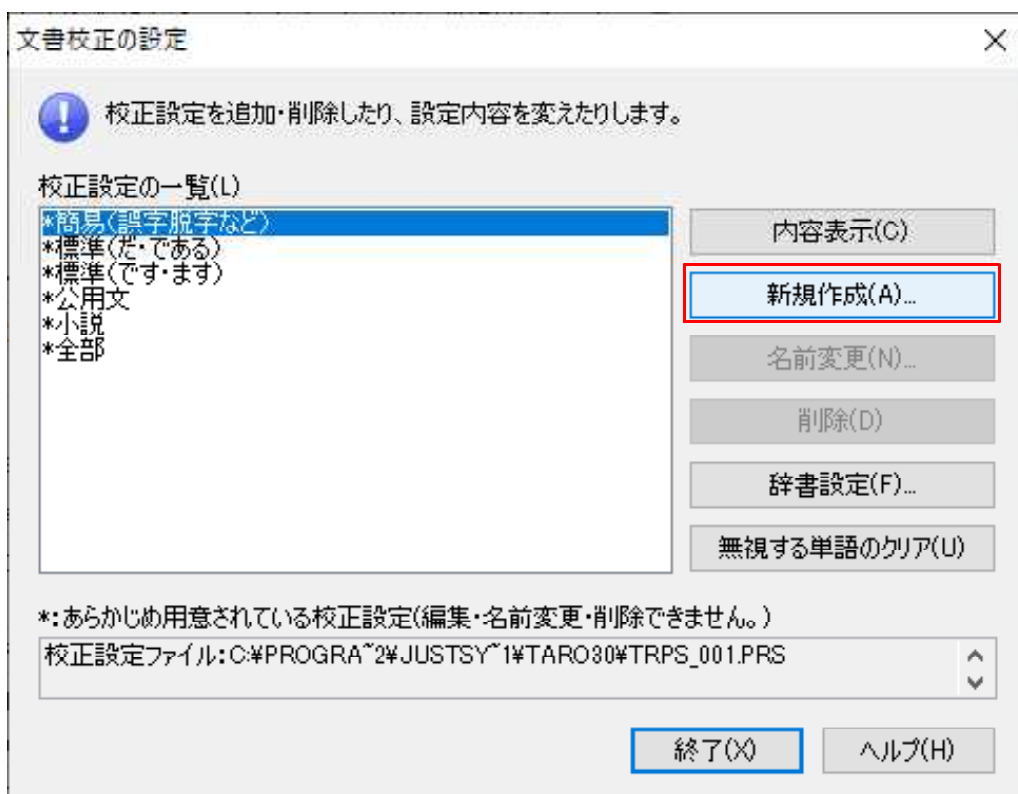 文書校正の設定
校正設定を追加・削除したり、設定内容を変えたりします。
校正設定の一覧(L)
*簡易(誤字脱字など)
*標準(だ・である)
*標準(です・ます)
*公用文
*小説
*全部
内容表示(C)
新規作成(A)...
名前変更(N)...
削除(D)
辞書設定(F)...
無視する単語のクリア(U)
*:あらかじめ用意されている校正設定(編集・名前変更・削除できません。)
校正設定ファイル:C:¥PROGRA~2¥JUSTSY~1¥TARO30¥TRPS_001.PRS
終了(X)
ヘルプ(H)